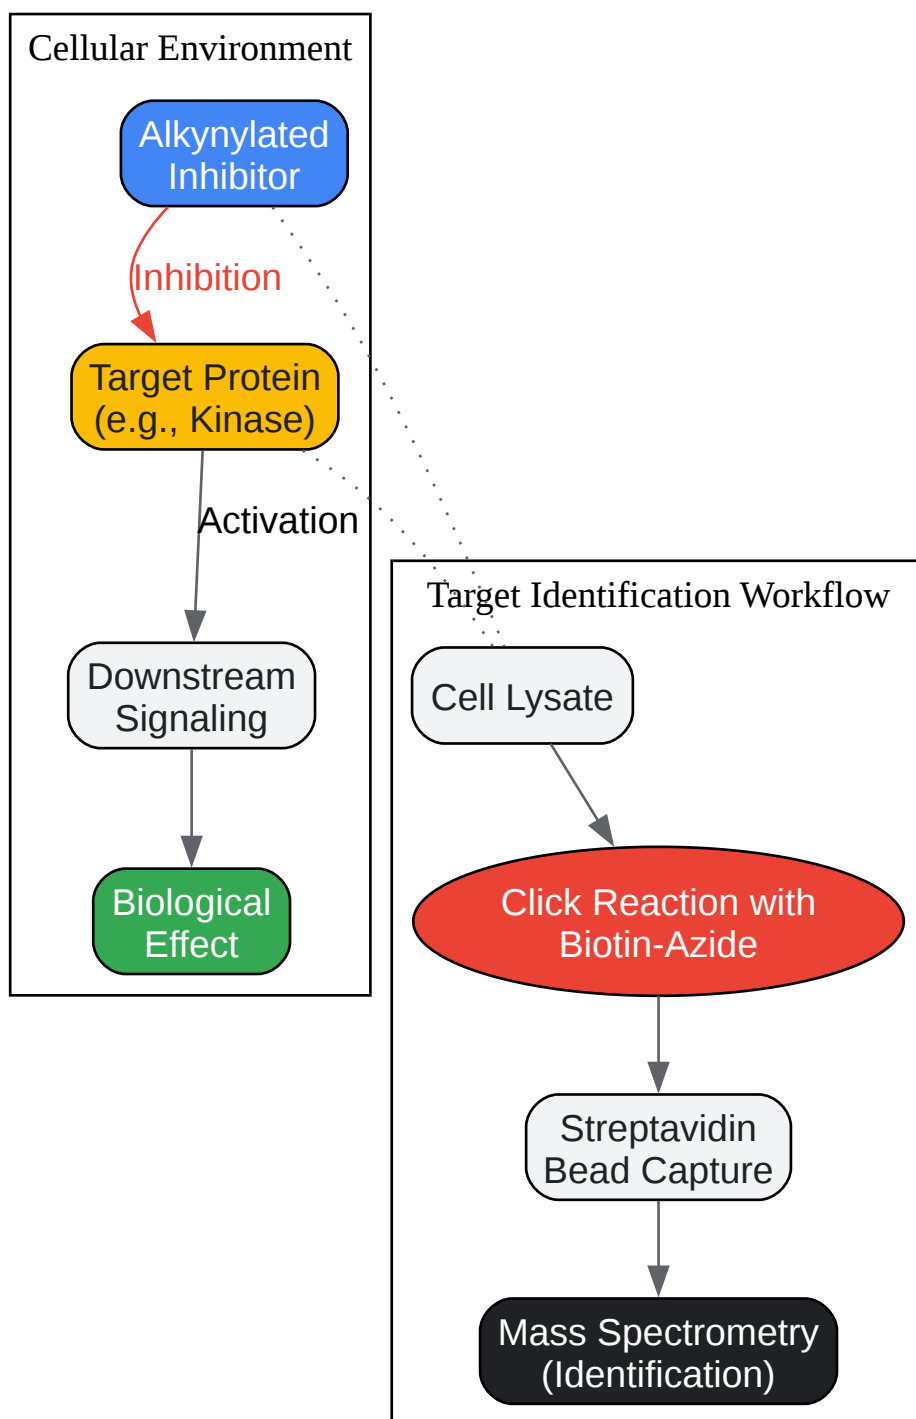 Cellular Environment
Alkynylated
Inhibitor
Inhibition
Target Protein
(e.g., Kinase)
Activation
Downstream
Signaling
Biological
Effect
Target Identification Workflow
Cell Lysate
Click Reaction with
Biotin-Azide
Streptavidin
Bead Capture
Mass Spectrometry
(Identification)